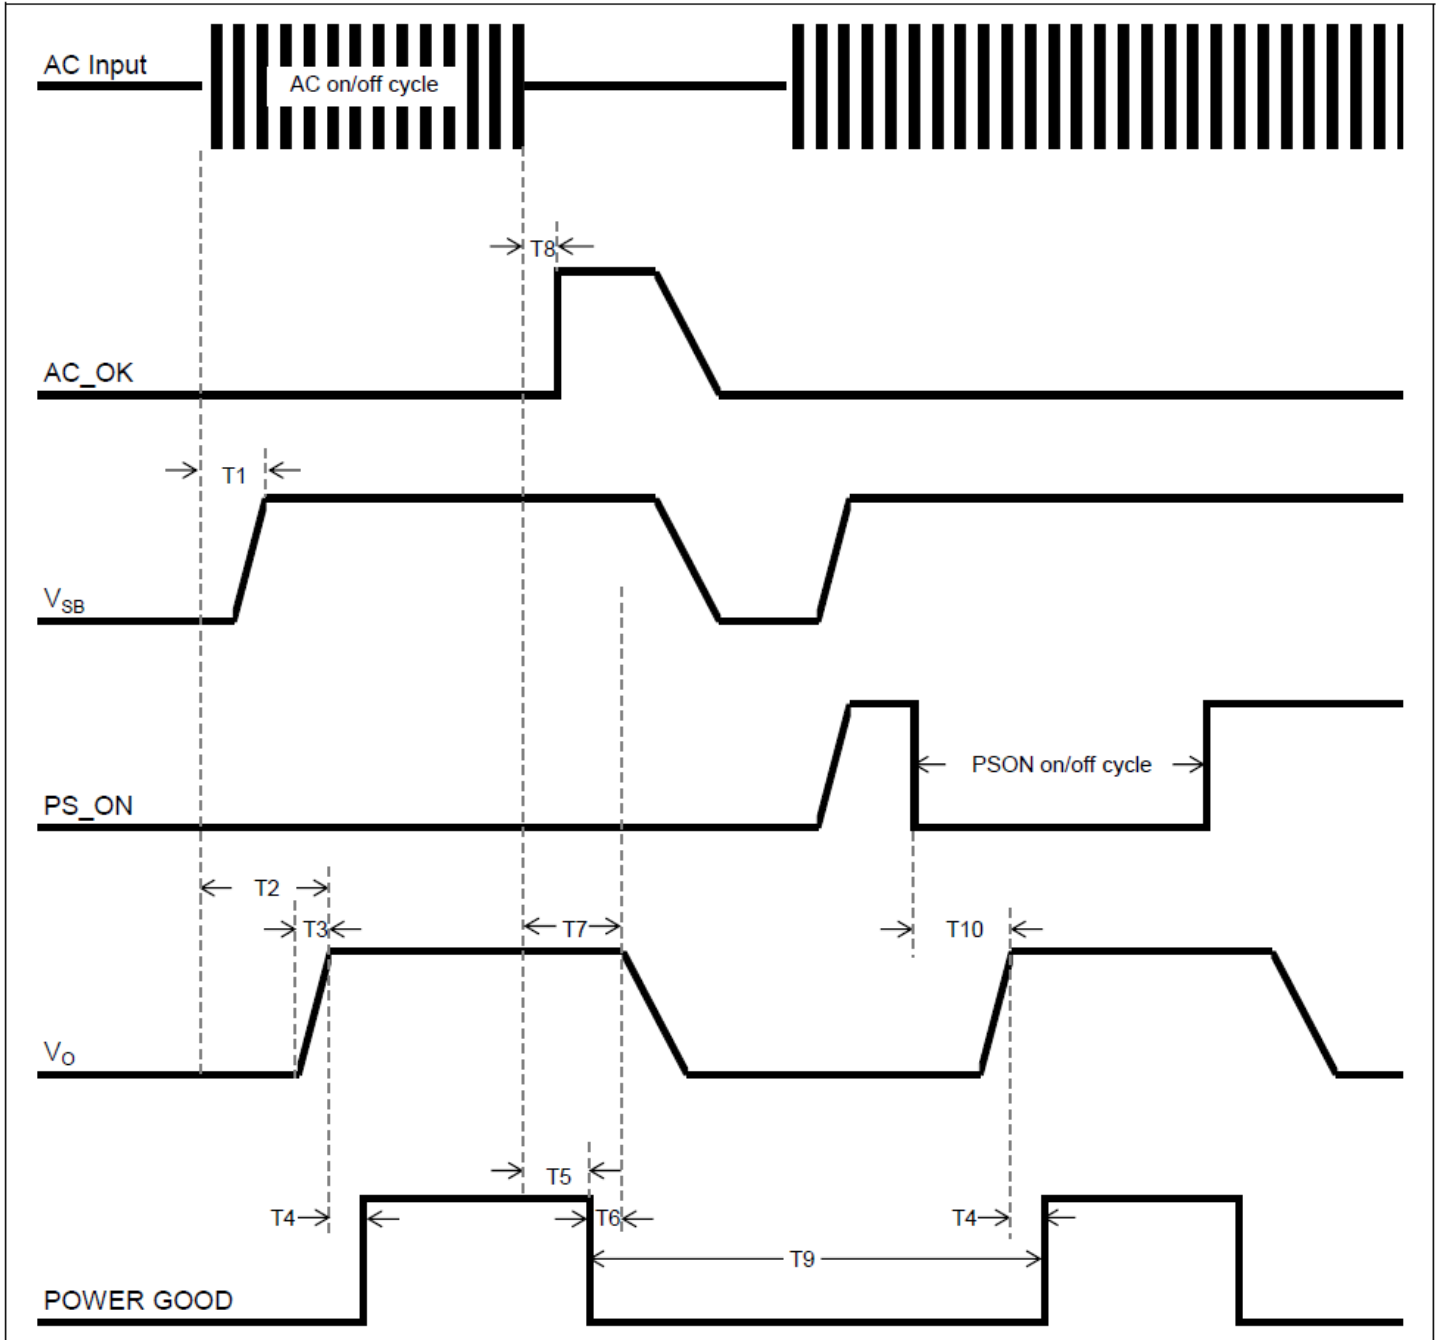 AC Input
AC on/off cycle
T8
AC_OK
T1
VSB
PSON on/off cycle
PS_ON
T2
T3
T7
T10
VO
T5
T4
T6
T4
T9
POWER GOOD